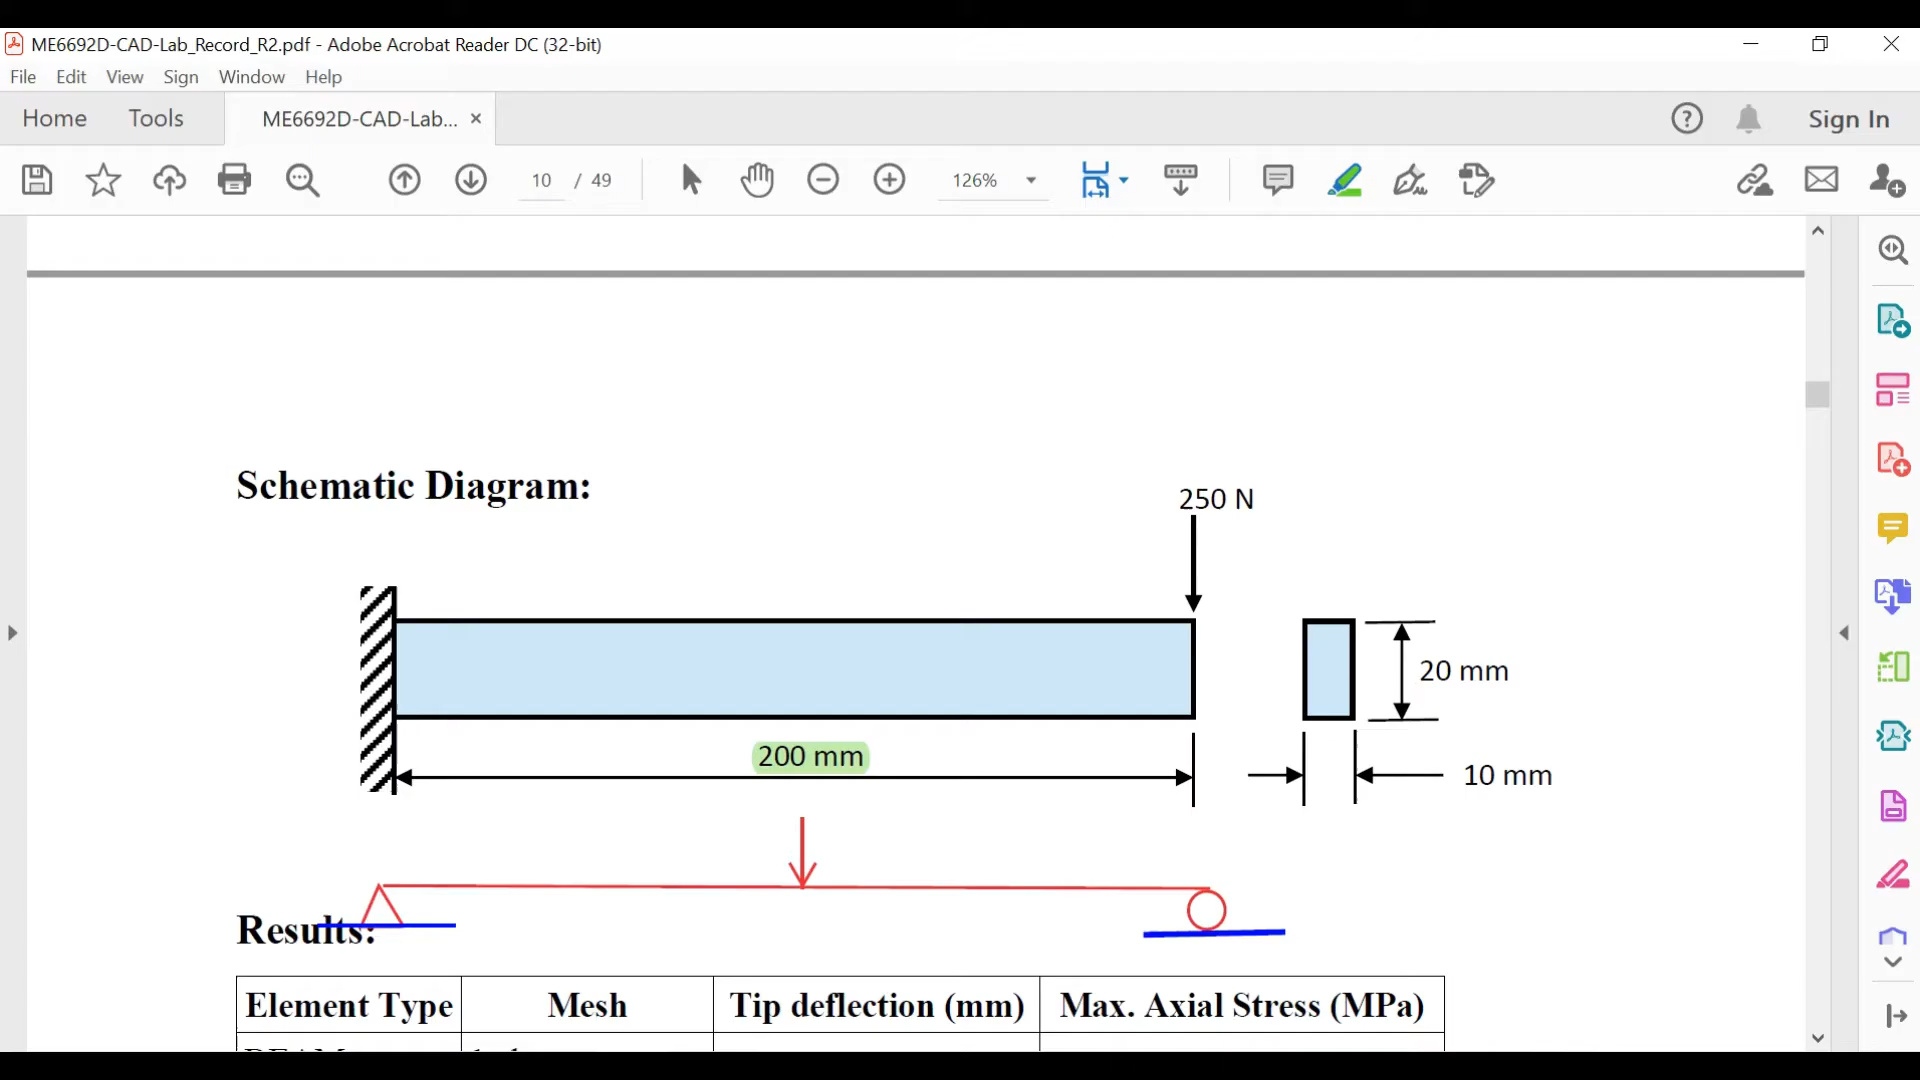 ME6692D-CAD-Lab_Record_R2.pdf - Adobe Acrobat Reader DC (32-bit)
File Edit View Sign Window Help
Home Tools ME6692D-CAD-Lab... × Sign In
10 / 49 126%
Schematic Diagram:
250 N
20 mm
200 mm
10 mm
Results:
Element Type Mesh Tip deflection (mm) Max. Axial Stress (MPa)